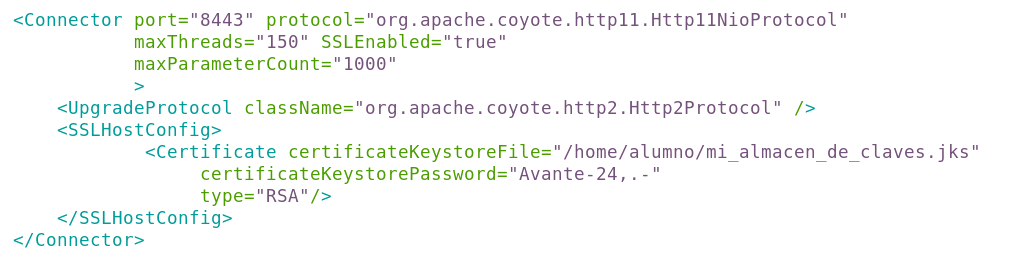 <Connector port="8443" protocol="org.apache.coyote.http11.Http11NioProtocol"
maxThreads="150" SSLEnabled="true"
maxParameterCount="1000"
>
<UpgradeProtocol className="org.apache.coyote.http2.Http2Protocol" />
<SSLHostConfig>
<Certificate certificateKeystoreFile="/home/alumno/mi_almacen_de_claves.jks"
certificateKeystorePassword="Avante-24,.-"
type="RSA"/>
</SSLHostConfig>
</Connector>